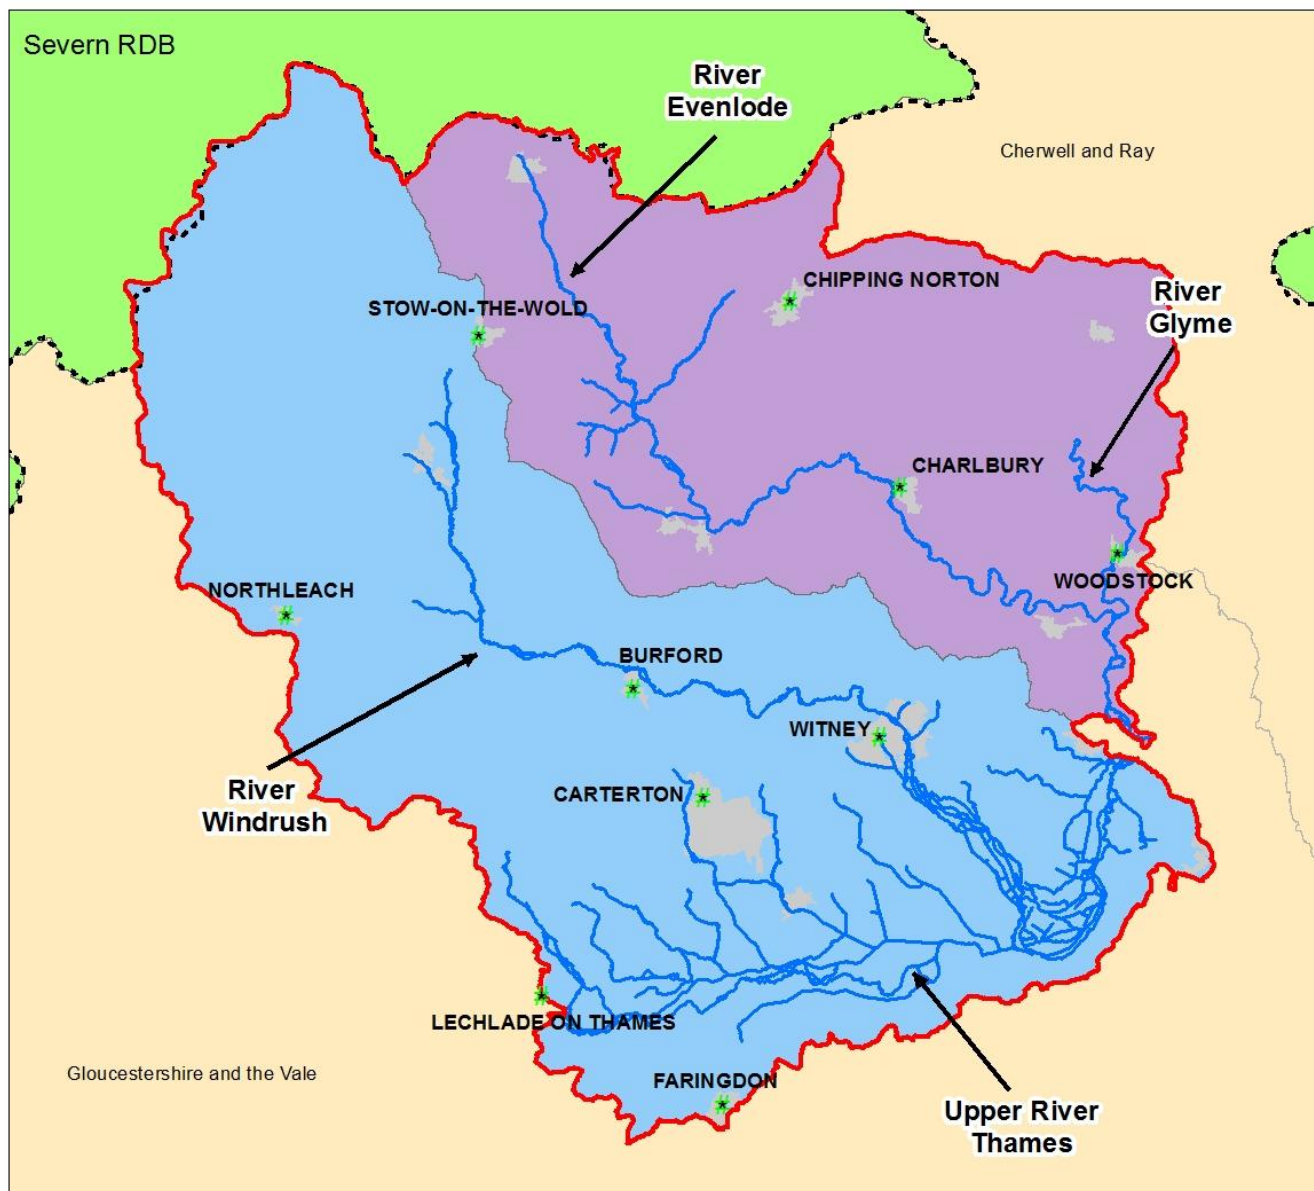 Severn RDB
River
Evenlode
Cherwell and Ray
CHIPPING NORTON
River
Glyme
STOW-ON-THE-WOLD
CHARLBURY
WOODSTOCK
NORTHLEACH
BURFORD
WITNEY
River
Windrush
CARTERTON
LECHLADE ON THAMES
Gloucestershire and the Vale
FARINGDON
Upper River
Thames